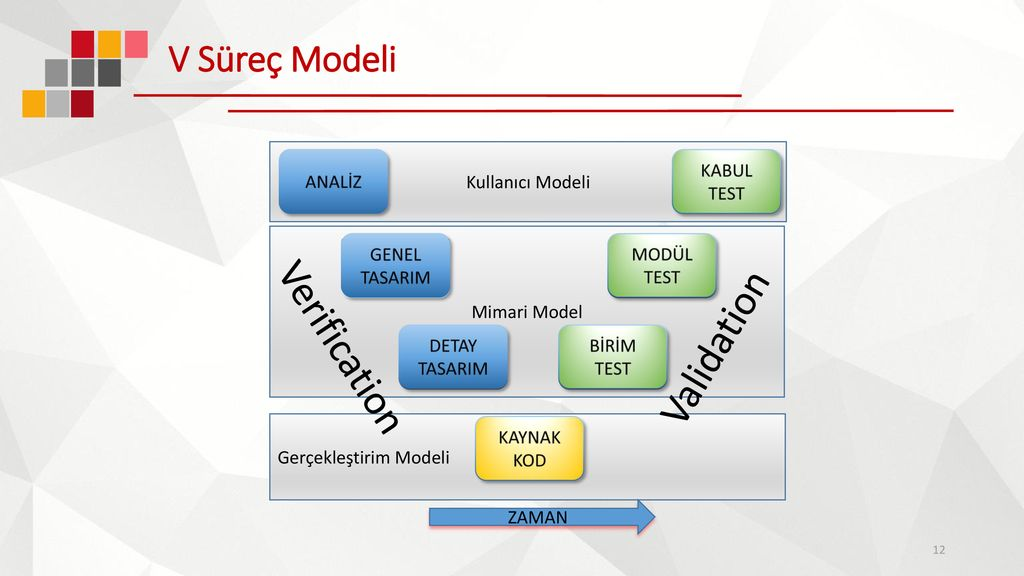 V Süreç Modeli
ANALİZ
Kullanıcı Modeli
KABUL
TEST
GENEL
TASARIM
MODÜL
TEST
Verification
Mimari Model
Validation
DETAY
TASARIM
BİRİM
TEST
KAYNAK
KOD
Gerçekleştirim Modeli
ZAMAN
12